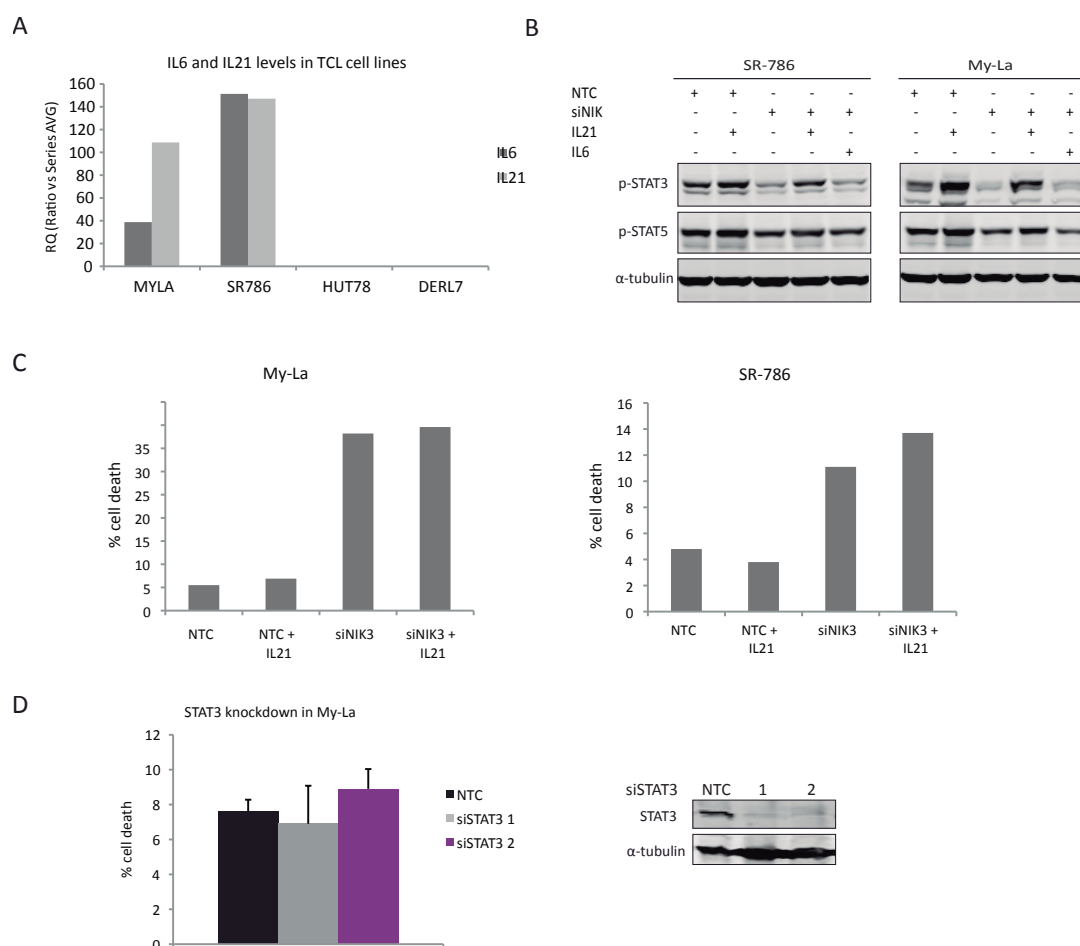 A
IL6 and IL21 levels in TCL cell lines
RQ (Ratio vs Series AVG)
160
140
120
100
80
60
40
20
0
MYLA SR786 HUT78 DERL7
IL6
IL21
B
SR-786 My-La
NTC + + - - - + + - - -
siNIK - - + + + - - + + +
IL21 - + - + - - + - + -
IL6 - - - - + - - - - +
p-STAT3
p-STAT5
α-tubulin
C
My-La
% cell death
35
30
35
30
25
20
15
10
5
0
NTC NTC + siNIK3 siNIK3 +
IL21 IL21
SR-786
% cell death
16
14
12
10
8
6
4
2
0
NTC NTC + siNIK3 siNIK3 +
IL21 IL21
D
STAT3 knockdown in My-La
% cell death
12
10
8
6
4
2
0
NTC
siSTAT3 1
siSTAT3 2
siSTAT3 NTC 1 2
STAT3
α-tubulin